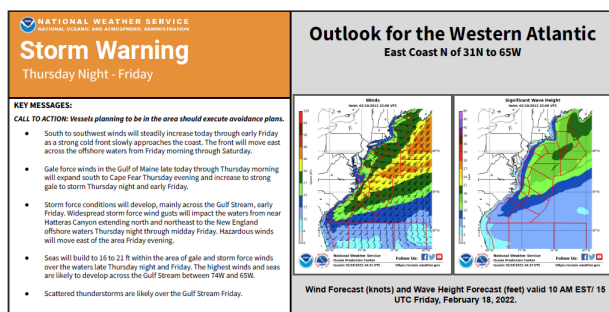 NATIONAL WEATHER SERVICE
NATIONAL OCEANIC AND ATMOSPHERIC ADMINISTRATION
Storm Warning
Thursday Night - Friday
KEY MESSAGES:
CALL TO ACTION: Vessels planning to be in the area should execute avoidance plans.
South to southwest winds will steadily increase today through early Friday
as a strong cold front slowly approaches the coast. The front will move east
across the offshore waters from Friday morning through Saturday.
Gale force winds in the Gulf of Maine late today through Thursday morning
will expand south to Cape Fear Thursday evening and increase to strong
gale to storm Thursday night and early Friday.
Storm force conditions will develop, mainly across the Gulf Stream, early
Friday. Widespread storm force wind gusts will impact the waters from near
Hatteras Canyon extending north and northeast to the New England
offshore waters Thursday night through midday Friday. Hazardous winds
will move east of the area Friday evening.
Seas will build to 16 to 21 ft within the area of gale and storm force winds
over the waters late Thursday night and Friday. The highest winds and seas
are likely to develop across the Gulf Stream between 74W and 65W.
Scattered thunderstorms are likely over the Gulf Stream Friday.
Outlook for the Western Atlantic
East Coast N of 31N to 65W
Winds
Significant Wave Height
National Weather Service
Ocean Prediction Center
Follow Us:
National Weather Service
Ocean Prediction Center
Follow Us:
Wind Forecast (knots) and Wave Height Forecast (feet) valid 10 AM EST/ 15
UTC Friday, February 18, 2022.